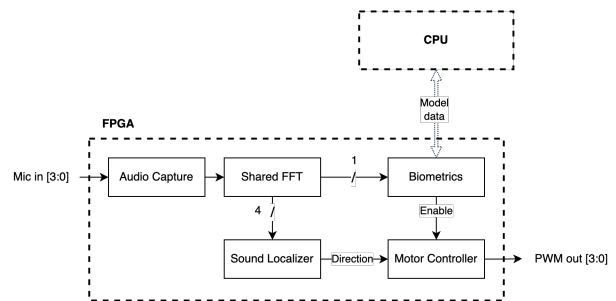 CPU
Model
data
FPGA
1
Mic in [3:0]
Audio Capture
Shared FFT
/
Biometrics
4 /
Enable
Sound Localizer
Direction
Motor Controller
PWM out [3:0]